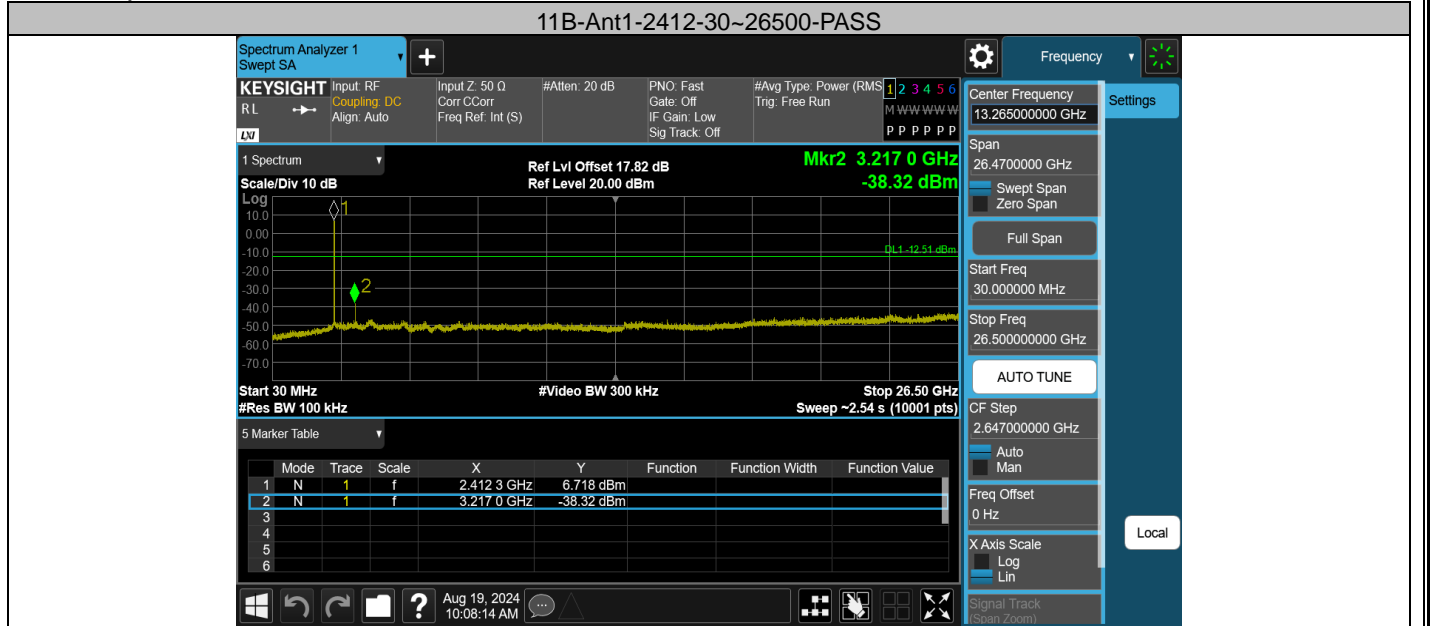 11B-Ant1-2412-30~26500-PASS
Spectrum Analyzer 1
Swept SA
+
Frequency
KEYSIGHT
RL
LXI
Input: RF
Coupling: DC
Align: Auto
Input Z: 50 Ω
Corr CCorr
Freq Ref: Int (S)
#Atten: 20 dB
PNO: Fast
Gate: Off
IF Gain: Low
Sig Track: Off
#Avg Type: Power (RMS
Trig: Free Run
1 2 3 4 5 6
M W W W W W
P P P P P P
1 Spectrum
Scale/Div 10 dB
Ref Lvl Offset 17.82 dB
Ref Level 20.00 dBm
Mkr2 3.217 0 GHz
-38.32 dBm
Log
10.0
0.00
-10.0
-20.0
-30.0
-40.0
-50.0
-60.0
-70.0
1
2
DL1 -12.51 dBm
Start 30 MHz
#Res BW 100 kHz
#Video BW 300 kHz
Stop 26.50 GHz
Sweep ~2.54 s (10001 pts)
5 Marker Table
Mode Trace Scale X Y Function Function Width Function Value
1 N 1 f 2.412 3 GHz 6.718 dBm
2 N 1 f 3.217 0 GHz -38.32 dBm
3
4
5
6
?
Aug 19, 2024
10:08:14 AM
Center Frequency
13.265000000 GHz
Span
26.4700000 GHz
Swept Span
Zero Span
Full Span
Start Freq
30.000000 MHz
Stop Freq
26.500000000 GHz
AUTO TUNE
CF Step
2.647000000 GHz
Auto
Man
Freq Offset
0 Hz
X Axis Scale
Log
Lin
Signal Track
(Span Zoom)
Settings
Local